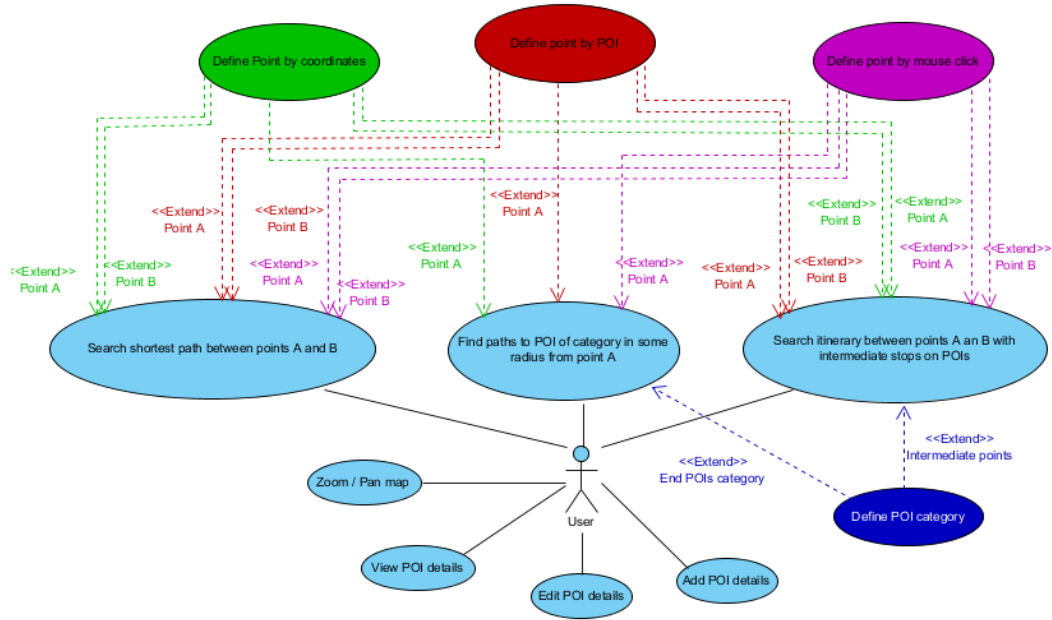 Define Point by coordinates
Define point by POI
Define point by mouse click
<<Extend>>
Point A
<<Extend>>
Point B
<<Extend>>
Point A
<<Extend>>
Point B
<<Extend>>
Point A
<<Extend>>
Point B
<<Extend>>
Point A
<<Extend>>
Point A
<<Extend>>
Point A
<<Extend>>
Point A
<<Extend>>
Point B
<<Extend>>
Point B
<<Extend>>
Point A
<<Extend>>
Point A
<<Extend>>
Point B
Search shortest path between points A and B
Find paths to POI of category in some
radius from point A
Search itinerary between points A an B with
intermediate stops on POIs
<<Extend>>
Intermediate points
<<Extend>>
End POIs category
Zoom / Pan map
User
Define POI category
View POI details
Edit POI details
Add POI details